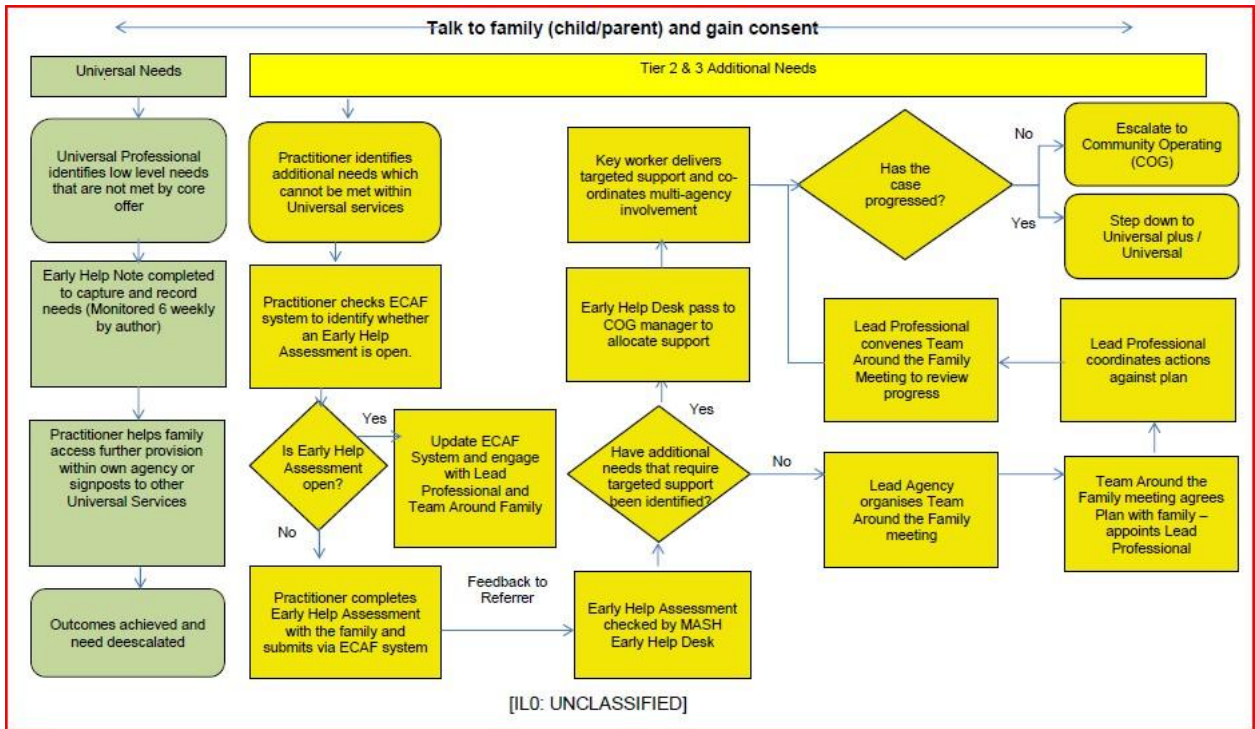 Talk to family (child/parent) and gain consent
Universal Needs
Tier 2 & 3 Additional Needs
Universal Professional
identifies low level needs
that are not met by core
offer
Early Help Note completed
to capture and record
needs (Monitored 6 weekly
by author)
Practitioner helps family
access further provision
within own agency or
signposts to other
Universal Services
Outcomes achieved and
need deescalated
Practitioner identifies
additional needs which
cannot be met within
Universal services
Practitioner checks ECAF
system to identify whether
an Early Help
Assessment is open.
Is Early Help
Assessment
open?
Yes
Update ECAF
System and engage
with Lead
Professional and
Team Around Family
No
Practitioner completes
Early Help Assessment
with the family and
submits via ECAF system
Feedback to
Referrer
Early Help Assessment
checked by MASH
Early Help Desk
Have additional
needs that require
targeted support
been identified?
Yes
Early Help Desk pass to
COG manager to
allocate support
Key worker delivers
targeted support and co-
ordinates multi-agency
involvement
No
Lead Agency
organises Team
Around the Family
meeting
Team Around the
Family meeting agrees
Plan with family –
appoints Lead
Professional
Lead Professional
coordinates actions
against plan
Lead Professional
convenes Team
Around the Family
Meeting to review
progress
Has the
case
progressed?
No
Escalate to
Community Operating
(COG)
Yes
Step down to
Universal plus /
Universal
[IL0: UNCLASSIFIED]